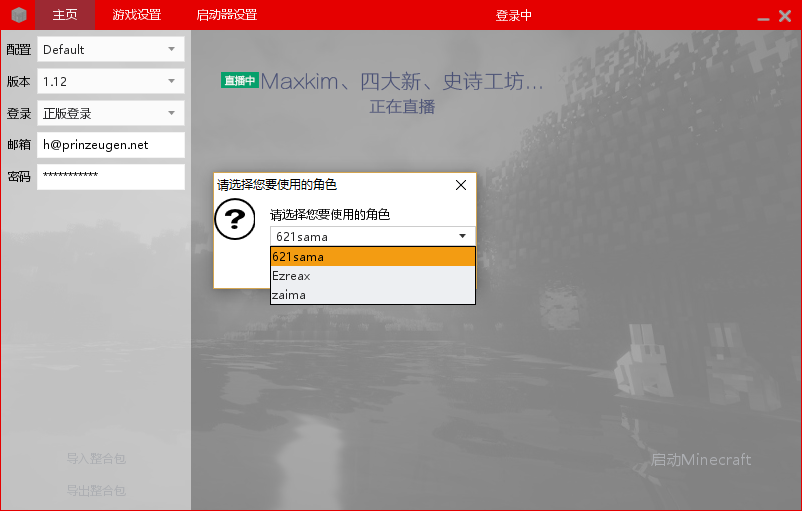 主页 游戏设置 启动器设置 登录中
配置 Default
版本 1.12
登录 正版登录
邮箱 h@prinzeugen.net
密码 ***********
直播中 Maxkim、四大新、史诗工坊...
正在直播
请选择您要使用的角色
请选择您要使用的角色
621sama
621sama
Ezreax
zaima
导入整合包
导出整合包
启动Minecraft